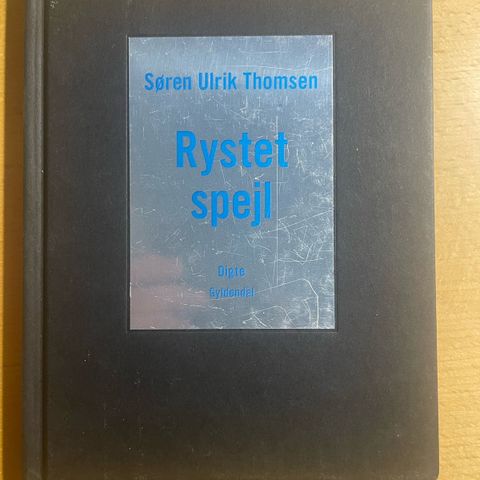 Søren Ulrik Thomsen
Rystet
spejl
Digte
Gyldendal